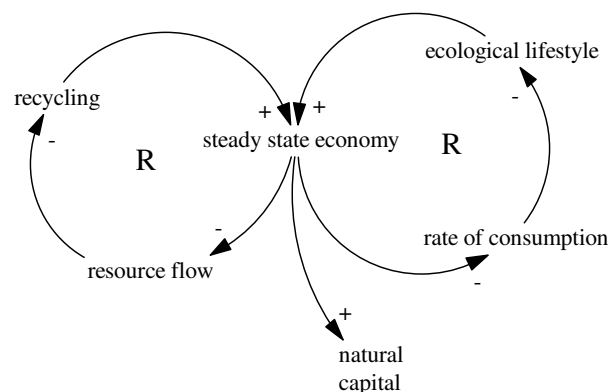 ecological lifestyle
recycling
+
+
-
steady state economy
-
R
R
-
rate of consumption
resource flow
-
+
natural
capital